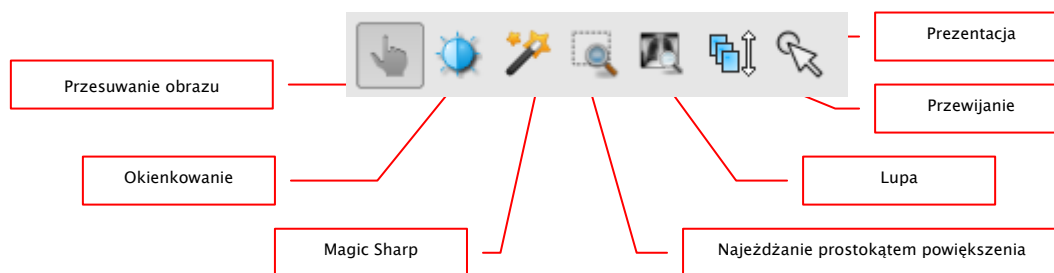 Prezentacja
Przesuwanie obrazu
Przewijanie
Okienkowanie
Lupa
Magic Sharp
Najeżdżanie prostokątem powiększenia